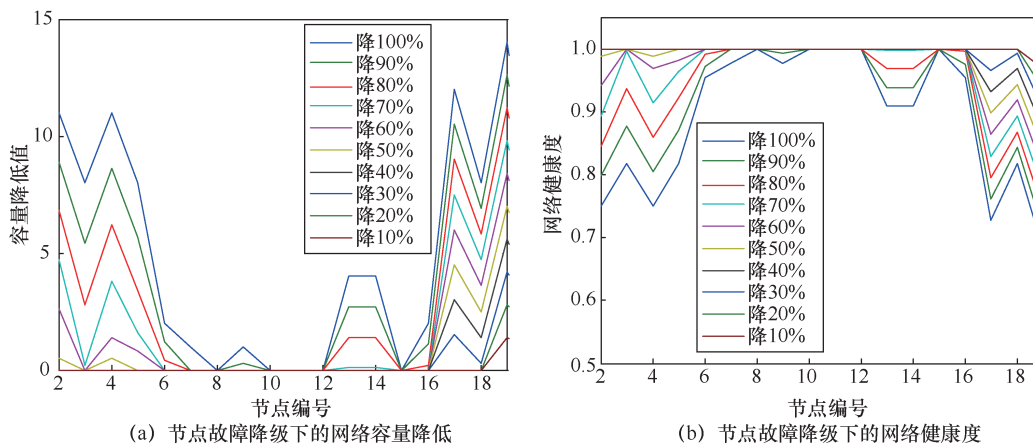 15
10
5
0
2
4
6
8
10
12
14
16
18
容量降低值
节点编号
降100%
降90%
降80%
降70%
降60%
降50%
降40%
降30%
降20%
降10%
(a) 节点故障降级下的网络容量降低
1.0
0.9
0.8
0.7
0.6
0.5
2
4
6
8
10
12
14
16
18
网络健康度
节点编号
降100%
降90%
降80%
降70%
降60%
降50%
降40%
降30%
降20%
降10%
(b) 节点故障降级下的网络健康度